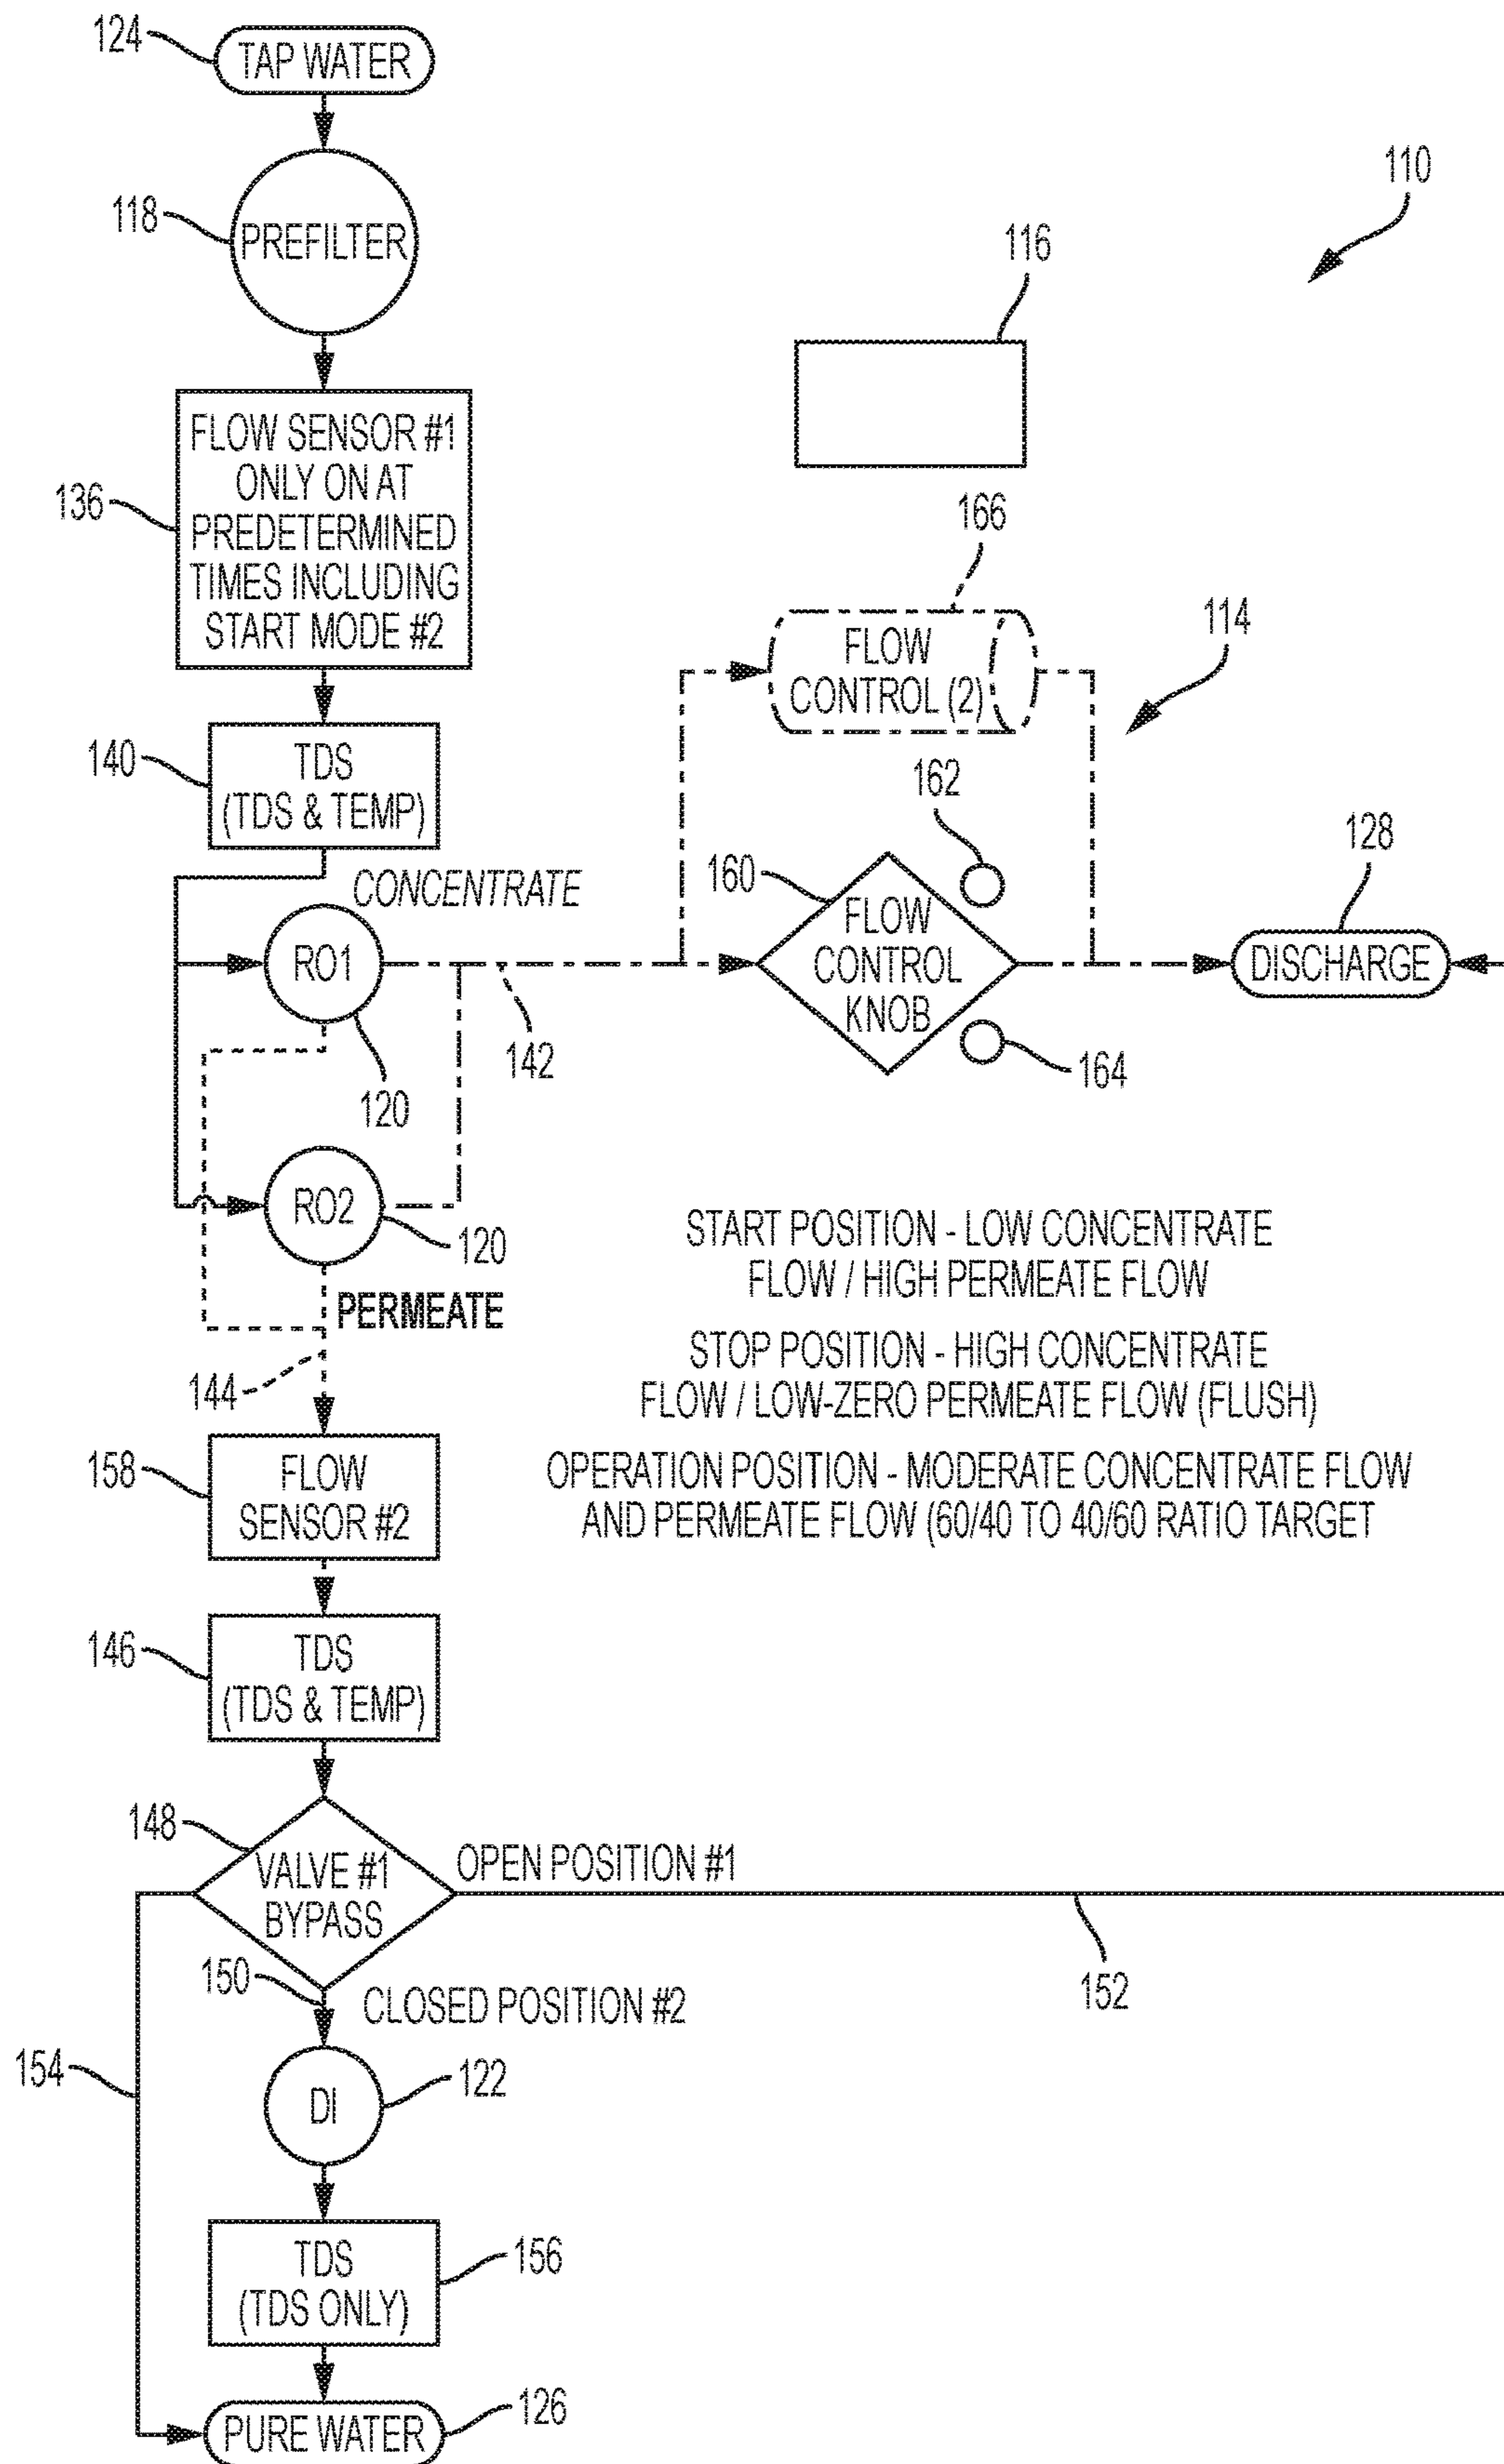 124
TAP WATER
118
PREFILTER
110
116
136
FLOW SENSOR #1
ONLY ON AT
PREDETERMINED
TIMES INCLUDING
START MODE #2
166
FLOW
CONTROL (2)
114
140
TDS
(TDS & TEMP)
162
128
160
CONCENTRATE
FLOW
CONTROL
KNOB
RO1
DISCHARGE
142
164
120
RO2
120
PERMEATE
144
START POSITION - LOW CONCENTRATE
FLOW / HIGH PERMEATE FLOW
STOP POSITION - HIGH CONCENTRATE
FLOW / LOW-ZERO PERMEATE FLOW (FLUSH)
OPERATION POSITION - MODERATE CONCENTRATE FLOW
AND PERMEATE FLOW (60/40 TO 40/60 RATIO TARGET
158
FLOW
SENSOR #2
146
TDS
(TDS & TEMP)
148
VALVE #1
BYPASS
OPEN POSITION #1
150
CLOSED POSITION #2
152
154
DI
122
TDS
(TDS ONLY)
156
PURE WATER
126